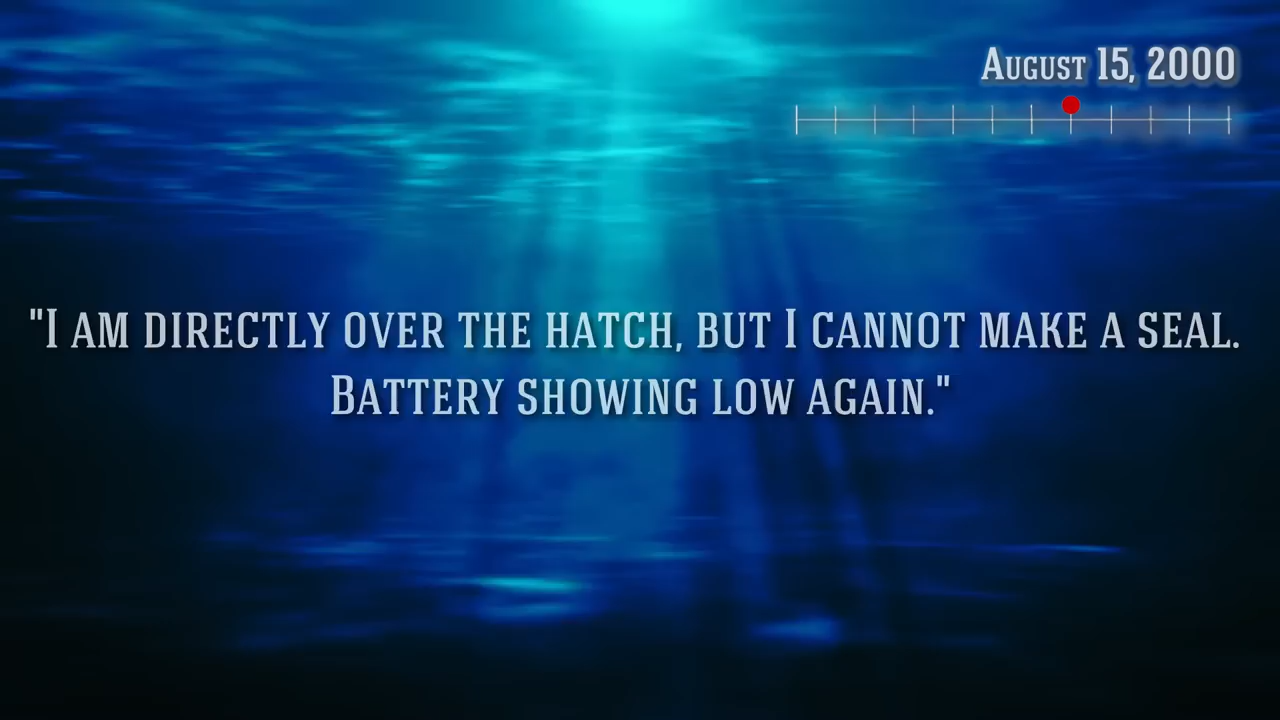 August 15, 2000
"I am directly over the hatch, but I cannot make a seal.
Battery showing low again."